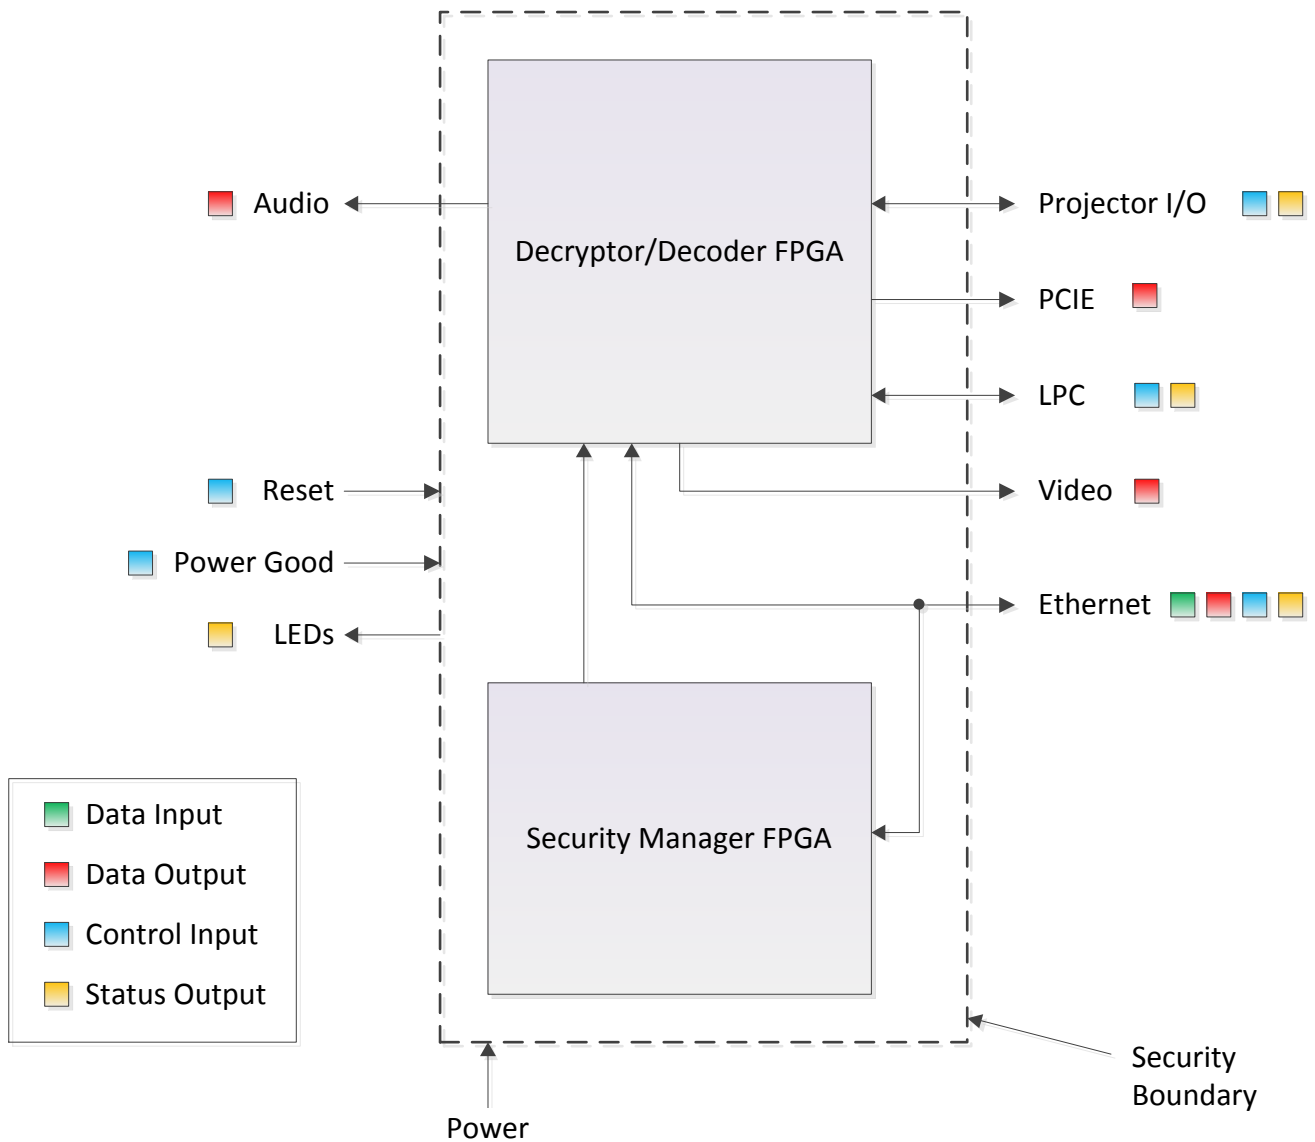 Audio
Decryptor/Decoder FPGA
Projector I/O
PCIE
LPC
Reset
Video
Power Good
Ethernet
LEDs
Data Input
Data Output
Control Input
Status Output
Security Manager FPGA
Security
Boundary
Power